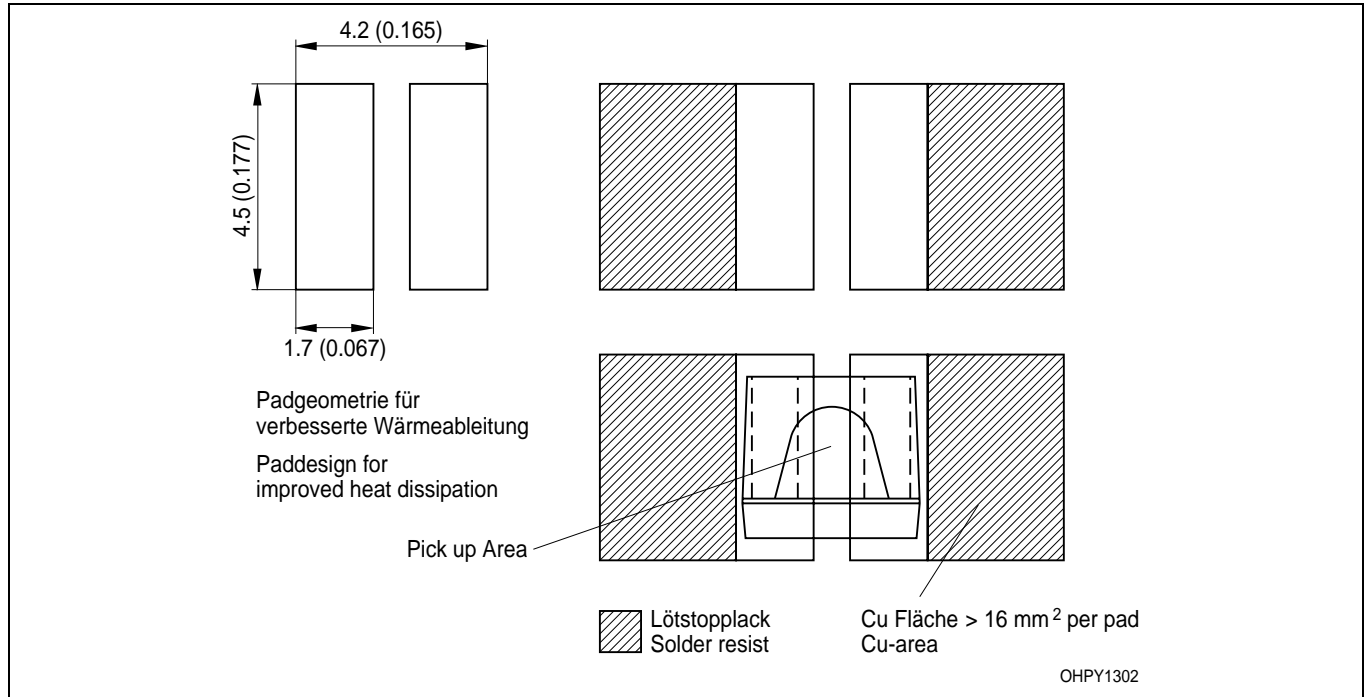 4.2 (0.165)
4.5 (0.177)
1.7 (0.067)
Padgeometrie für
verbesserte Wärmeableitung
Paddesign for
improved heat dissipation
Pick up Area
Lötstopplack
Solder resist
Cu Fläche > 16 mm² per pad
Cu-area
OHPY1302